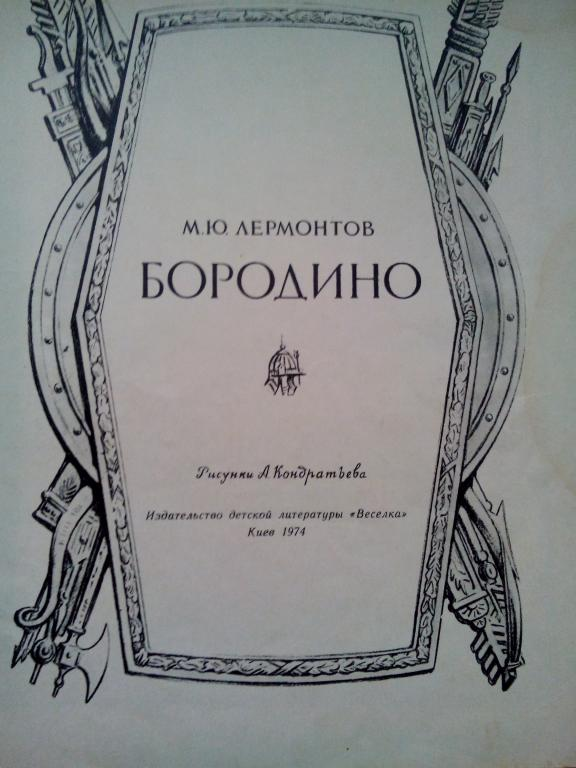 М.Ю. ЛЕРМОНТОВ
БОРОДИНО
Рисунки А. Кондратьева
Издательство детской литературы «Веселка»
Киев 1974